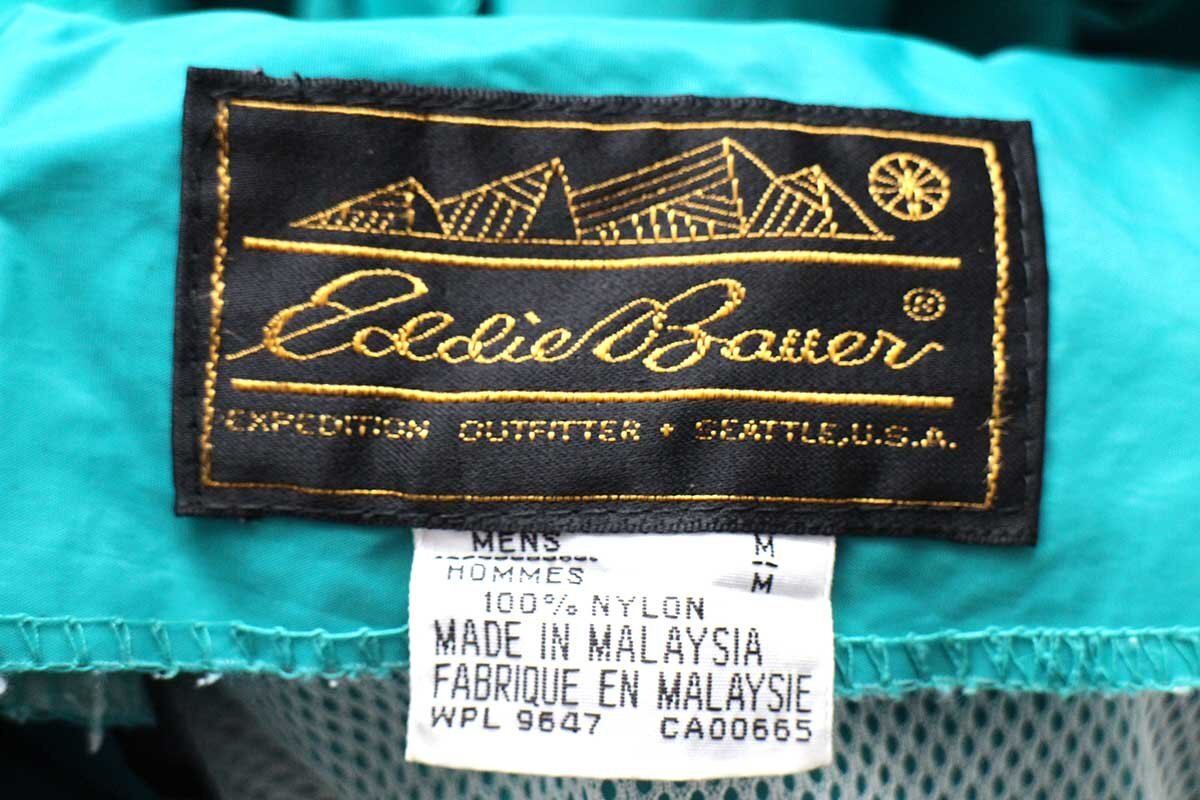 Eddie Bauer®
EXPEDITION OUTFITTER • SEATTLE, U.S.A.
MENS M
HOMMES M
100% NYLON
MADE IN MALAYSIA
FABRIQUE EN MALAYSIE
WPL 9647 CA00665